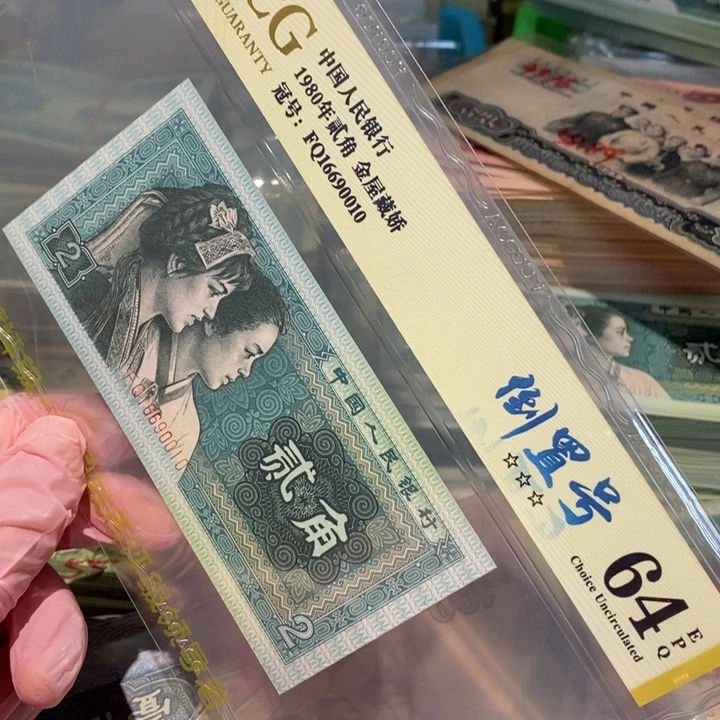 CG
GUARANTY
中国人民银行
1980年贰角 金屋藏娇
冠号：FQ16690010
倒置号
☆☆☆
64
EPQ
Choice Uncirculated
2
中国人民银行
贰角
2
贰